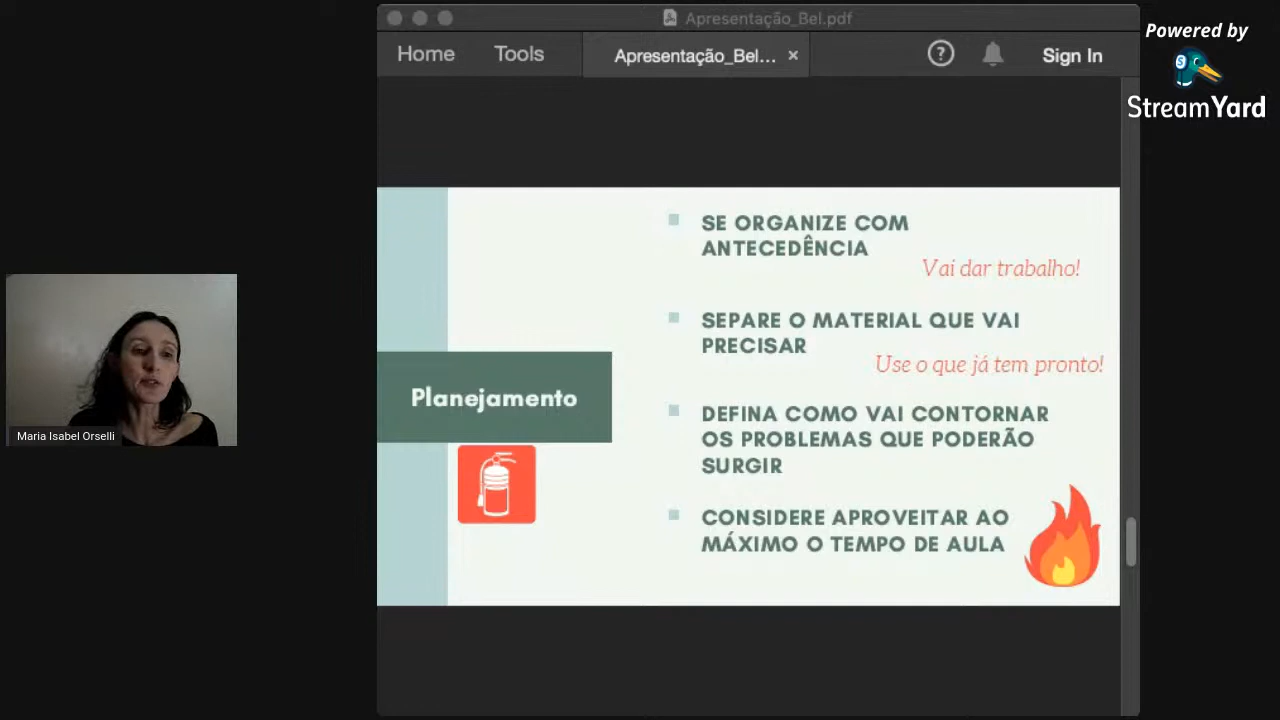 Apresentação_Bel.pdf
Powered by
StreamYard
Home
Tools
Apresentação_Bel...
Sign In
SE ORGANIZE COM
ANTECEDÊNCIA
Vai dar trabalho!
SEPARE O MATERIAL QUE VAI
PRECISAR
Use o que já tem pronto!
Planejamento
DEFINA COMO VAI CONTORNAR
OS PROBLEMAS QUE PODERÃO
SURGIR
CONSIDERE APROVEITAR AO
MÁXIMO O TEMPO DE AULA
Maria Isabel Orselli